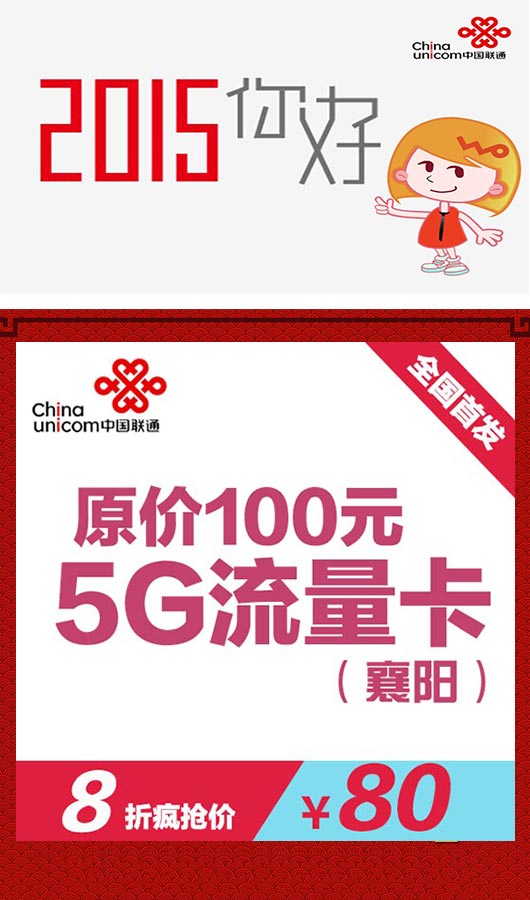 China
unicom中国联通
2015你好
China
unicom中国联通
全国首发
原价100元
5G流量卡
（襄阳）
8折疯抢价
￥80